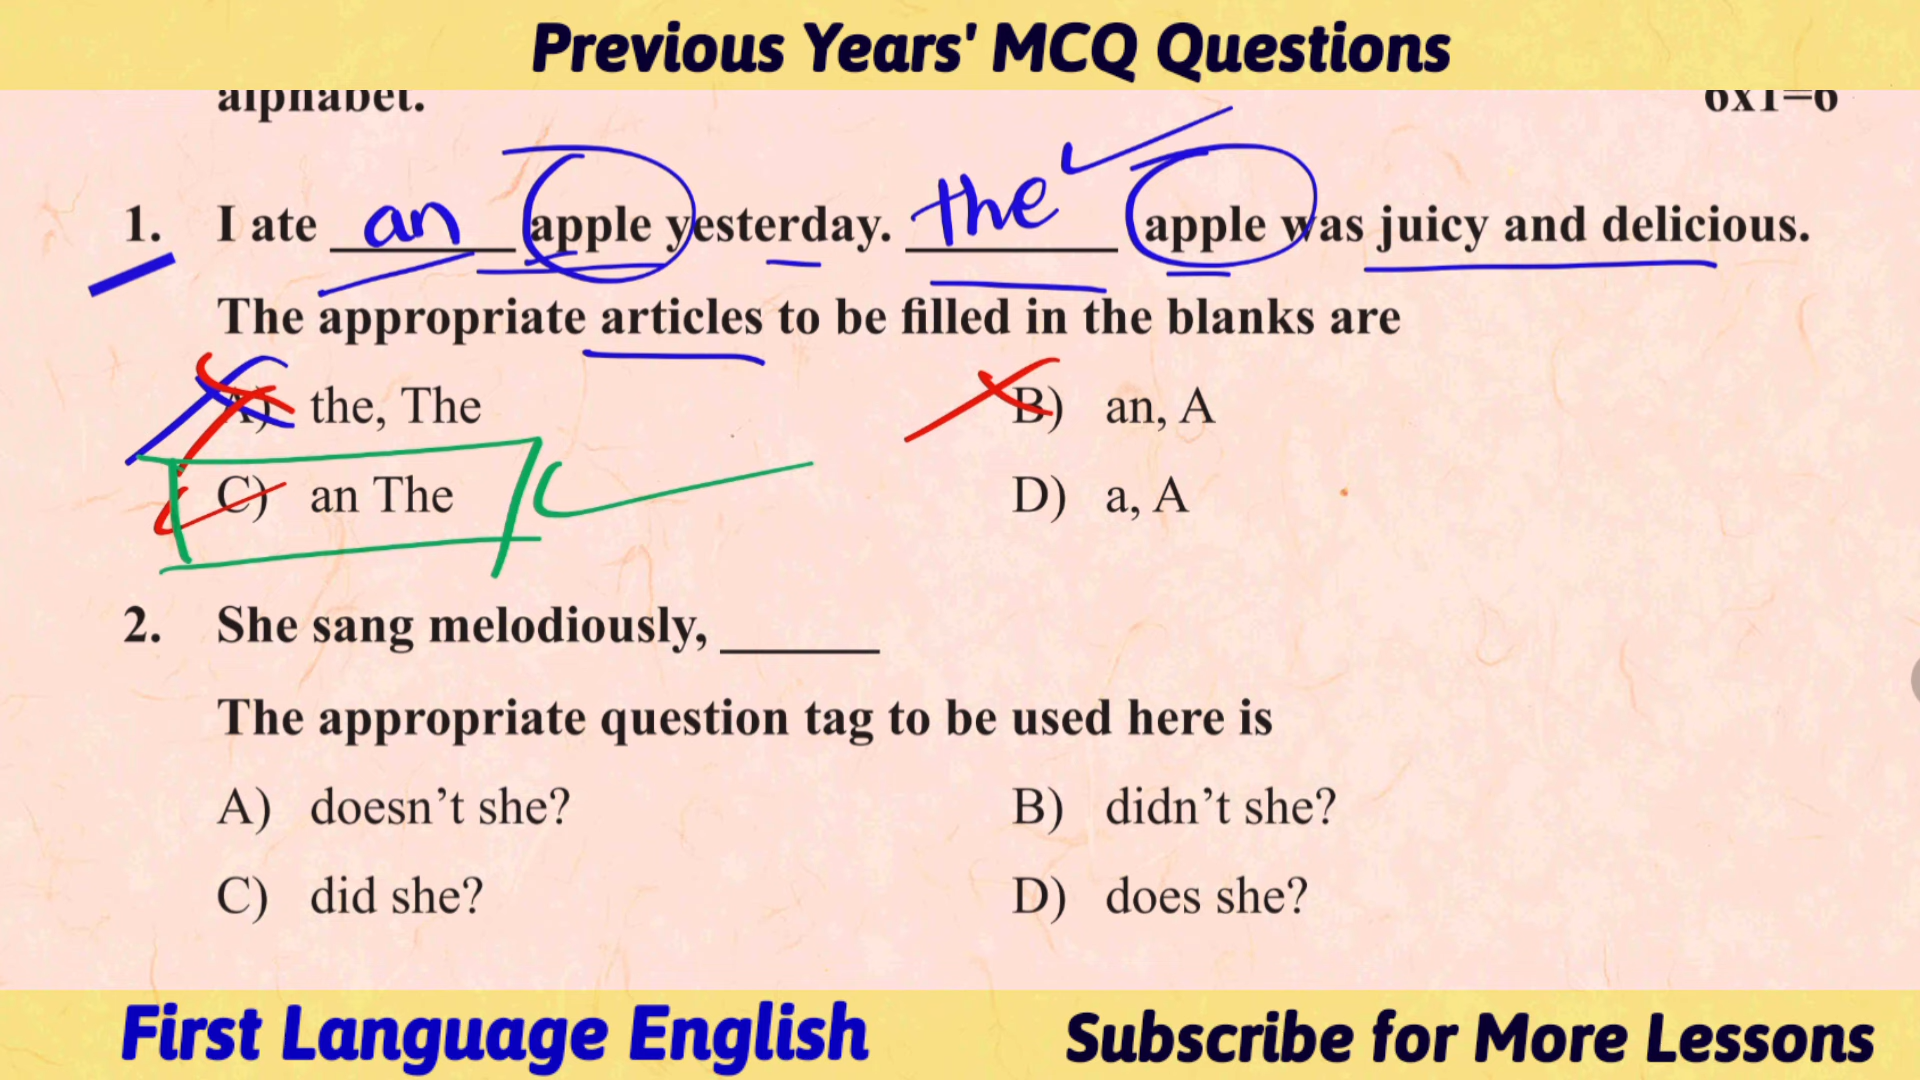 Previous Years' MCQ Questions
alphabet. 6x1=6
1. I ate an apple yesterday. the apple was juicy and delicious.
The appropriate articles to be filled in the blanks are
A) the, The B) an, A
C) an The D) a, A
2. She sang melodiously, ______
The appropriate question tag to be used here is
A) doesn’t she? B) didn’t she?
C) did she? D) does she?
First Language English Subscribe for More Lessons